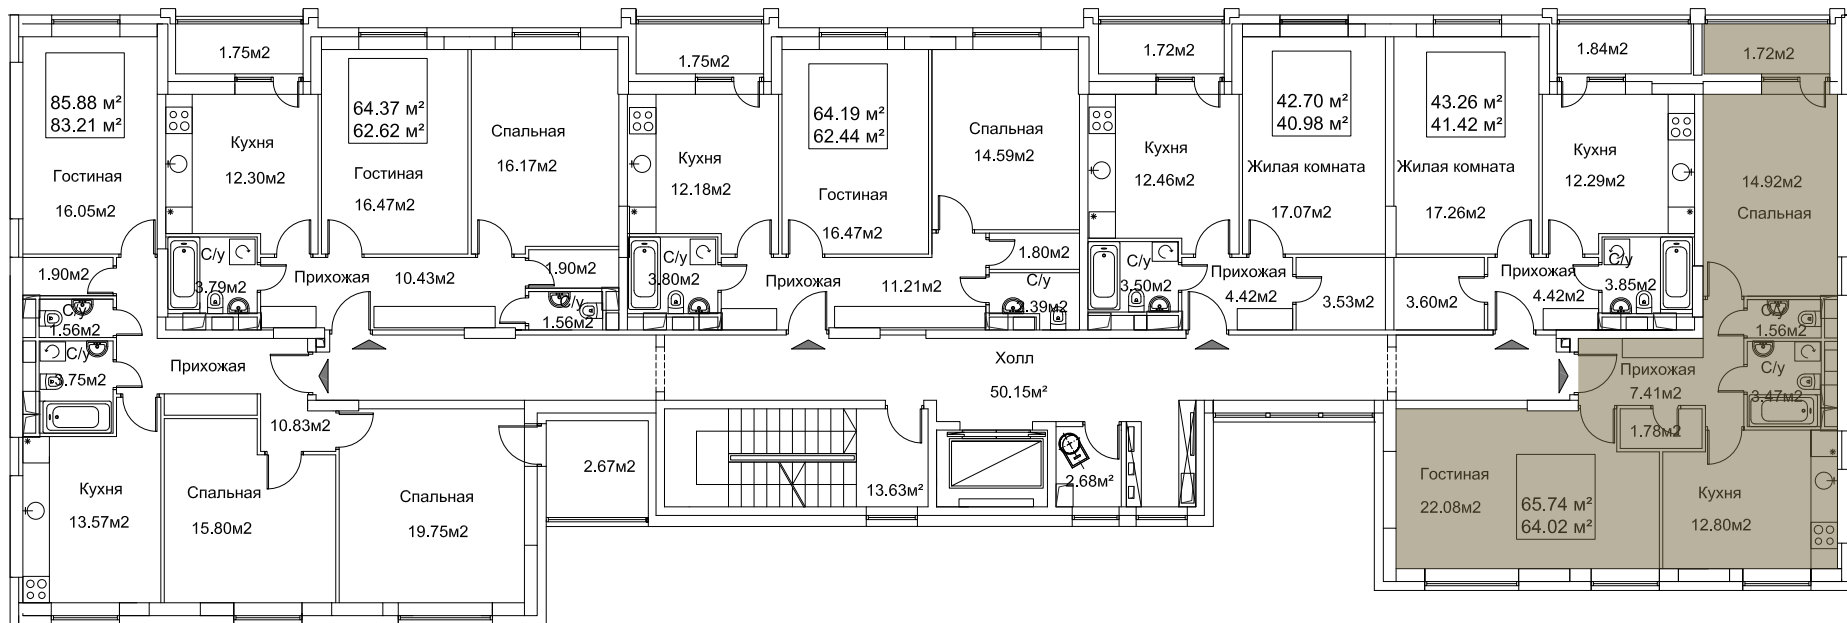 1.75м2
1.75м2
1.72м2
1.84м2
1.72м2
85.88 м²
83.21 м²
Гостиная
16.05м2
Кухня
12.30м2
64.37 м²
62.62 м²
Гостиная
16.47м2
Спальная
16.17м2
Кухня
12.18м2
64.19 м²
62.44 м²
Гостиная
16.47м2
Спальная
14.59м2
Кухня
12.46м2
42.70 м²
40.98 м²
Жилая комната
17.07м2
43.26 м²
41.42 м²
Жилая комната
17.26м2
Кухня
12.29м2
14.92м2
Спальная
1.90м2
С/у
3.79м2
Прихожая
10.43м2
1.90м2
С/у
1.56м2
С/у
3.80м2
Прихожая
11.21м2
1.80м2
С/у
С/у
3.50м2
Прихожая
4.42м2
3.53м2
3.60м2
Прихожая
4.42м2
С/у
3.85м2
С/у
1.56м2
1.56м2
С/у
Прихожая
Холл
50.15м²
Прихожая
7.41м2
С/у
3.47м2
1.78м2
10.83м2
Кухня
13.57м2
Спальная
15.80м2
Спальная
19.75м2
2.67м2
13.63м²
2.68м²
Гостиная
22.08м2
65.74 м²
64.02 м²
Кухня
12.80м2